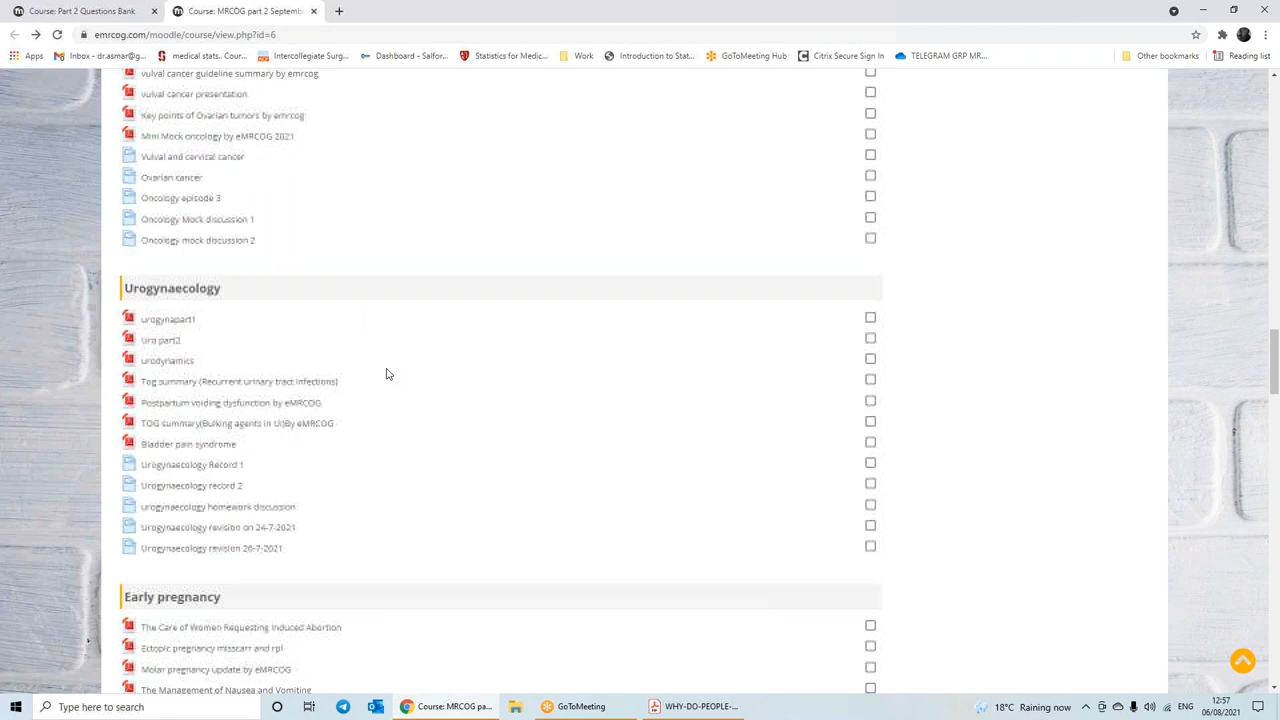 Course: Part 2 Questions Bank
Course: MRCOG part 2 Septemb
emrcog.com/moodle/course/view.php?id=6
Apps
Inbox - dr.asmar@g...
medical stats.. Cour...
Intercollegiate Surg...
Dashboard - Salfor...
Statistics for Medic...
Work
Introduction to Stat...
GoToMeeting Hub
Citrix Secure Sign In
TELEGRAM GRP MR...
Other bookmarks
Reading list
vulval cancer guideline summary by emrcog
vulval cancer presentation
Key points of Ovarian tumors by emrcog
Mini Mock oncology by eMRCOG 2021
Vulval and cervical cancer
Ovarian cancer
Oncology episode 3
Oncology Mock discussion 1
Oncology mock discussion 2
Urogynaecology
urogynapart1
Uro part2
urodynamics
Tog summary (Recurrent urinary tract infections)
Postpartum voiding dysfunction by eMRCOG
TOG summary(Bulking agents in UI)By eMRCOG
Bladder pain syndrome
Urogynaecology Record 1
Urogynaecology record 2
urogynaecology homework discussion
Urogynaecology revision on 24-7-2021
Urogynaecology revision 26-7-2021
Early pregnancy
The Care of Women Requesting Induced Abortion
Ectopic pregnancy misscarr and rpl
Molar pregnancy update by eMRCOG
The Management of Nausea and Vomiting
Type here to search
Course: MRCOG pa...
GoToMeeting
WHY-DO-PEOPLE-...
18°C Raining now
ENG
12:57
06/08/2021